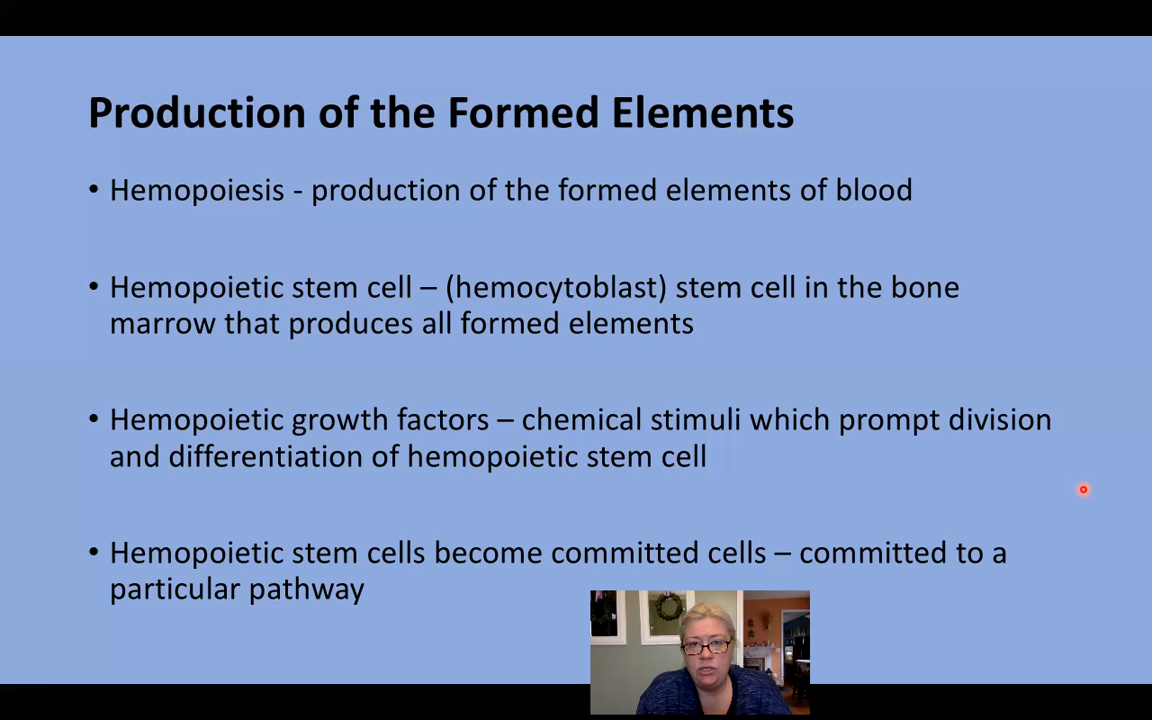 Production of the Formed Elements
• Hemopoiesis - production of the formed elements of blood
• Hemopoietic stem cell – (hemocytoblast) stem cell in the bone
marrow that produces all formed elements
• Hemopoietic growth factors – chemical stimuli which prompt division
and differentiation of hemopoietic stem cell
• Hemopoietic stem cells become committed cells – committed to a
particular pathway